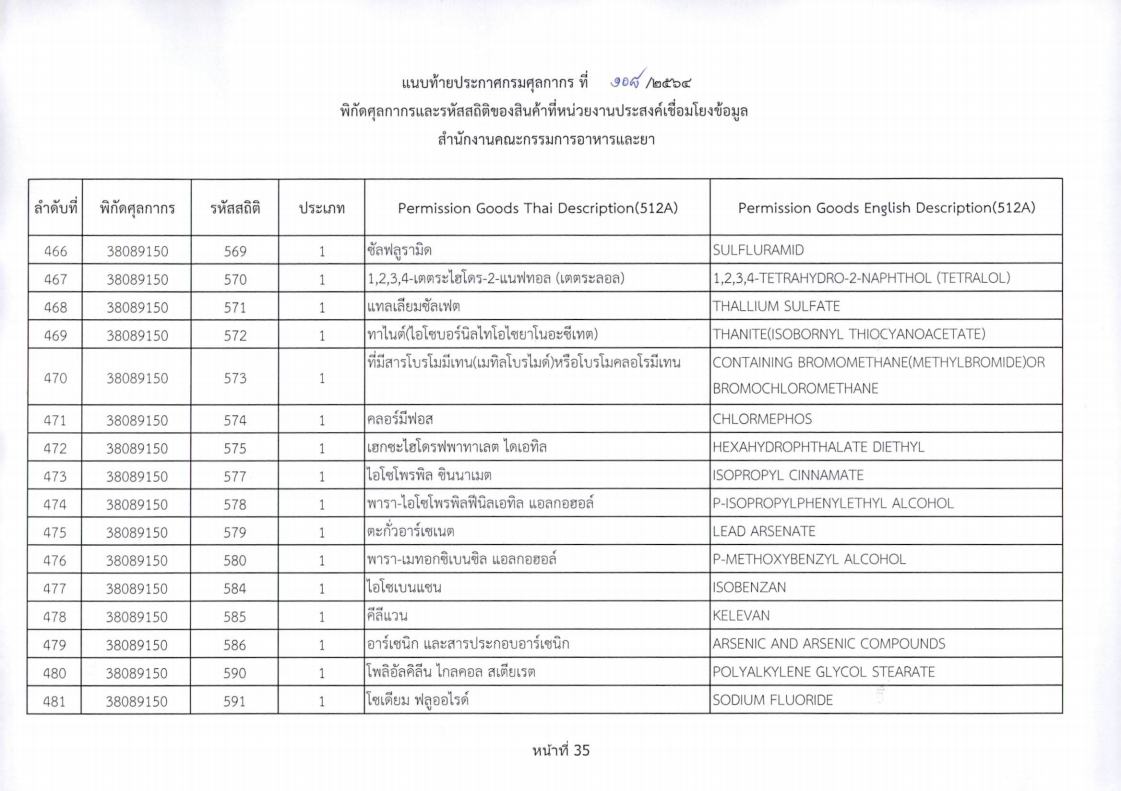 แนบท้ายประกาศกรมศุลกากร ที่ ๑๐๘ /๒๕๖๔
พิกัดศุลกากรและรหัสสถิติของสินค้าที่หน่วยงานประสงค์เชื่อมโยงข้อมูล
สำนักงานคณะกรรมการอาหารและยา
ลำดับที่ พิกัดศุลกากร รหัสสถิติ ประเภท Permission Goods Thai Description(512A) Permission Goods English Description(512A)
466 38089150 569 1 ซัลฟลูรามิด SULFLURAMID
467 38089150 570 1 1,2,3,4-เตตระไฮโดร-2-แนฟทอล (เตตระลอล) 1,2,3,4-TETRAHYDRO-2-NAPHTHOL (TETRALOL)
468 38089150 571 1 แทลเลียมซัลเฟต THALLIUM SULFATE
469 38089150 572 1 ทาไนต์(ไอโซบอร์นิลไทโอไซยาโนอะซีเทต) THANITE(ISOBORNYL THIOCYANOACETATE)
470 38089150 573 1 ที่มีสารโบรโมมีเทน(เมทิลโบรไมด์)หรือโบรโมคลอโรมีเทน CONTAINING BROMOMETHANE(METHYLBROMIDE)OR
BROMOCHLOROMETHANE
471 38089150 574 1 คลอร์มีฟอส CHLORMEPHOS
472 38089150 575 1 เฮกซะไฮโดรฟพาทาเลต ไดเอทิล HEXAHYDROPHTHALATE DIETHYL
473 38089150 577 1 ไอโซโพรพิล ซินนาเมต ISOPROPYL CINNAMATE
474 38089150 578 1 พารา-ไอโซโพรพิลฟีนิลเอทิล แอลกอฮอล์ P-ISOPROPYLPHENYLETHYL ALCOHOL
475 38089150 579 1 ตะกั่วอาร์เซเนต LEAD ARSENATE
476 38089150 580 1 พารา-เมทอกซิเบนซิล แอลกอฮอล์ P-METHOXYBENZYL ALCOHOL
477 38089150 584 1 ไอโซเบนแซน ISOBENZAN
478 38089150 585 1 คีลีแวน KELEVAN
479 38089150 586 1 อาร์เซนิก และสารประกอบอาร์เซนิก ARSENIC AND ARSENIC COMPOUNDS
480 38089150 590 1 โพลิอัลคิลีน ไกลคอล สเตียเรต POLYALKYLENE GLYCOL STEARATE
481 38089150 591 1 โซเดียม ฟลูออไรด์ SODIUM FLUORIDE
หน้าที่ 35